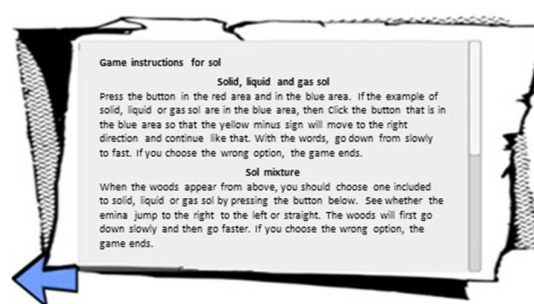 Game instructions for sol
Solid, liquid and gas sol
Press the button in the red area and in the blue area. If the example of
solid, liquid or gas sol are in the blue area, then Click the button that is in
the blue area so that the yellow minus sign will move to the right
direction and continue like that. With the words, go down from slowly
to fast. If you choose the wrong option, the game ends.
Sol mixture
When the woods appear from above, you should choose one included
to solid, liquid or gas sol by pressing the button below. See whether the
emina jump to the right to the left or straight. The woods will first go
down slowly and then go faster. If you choose the wrong option, the
game ends.